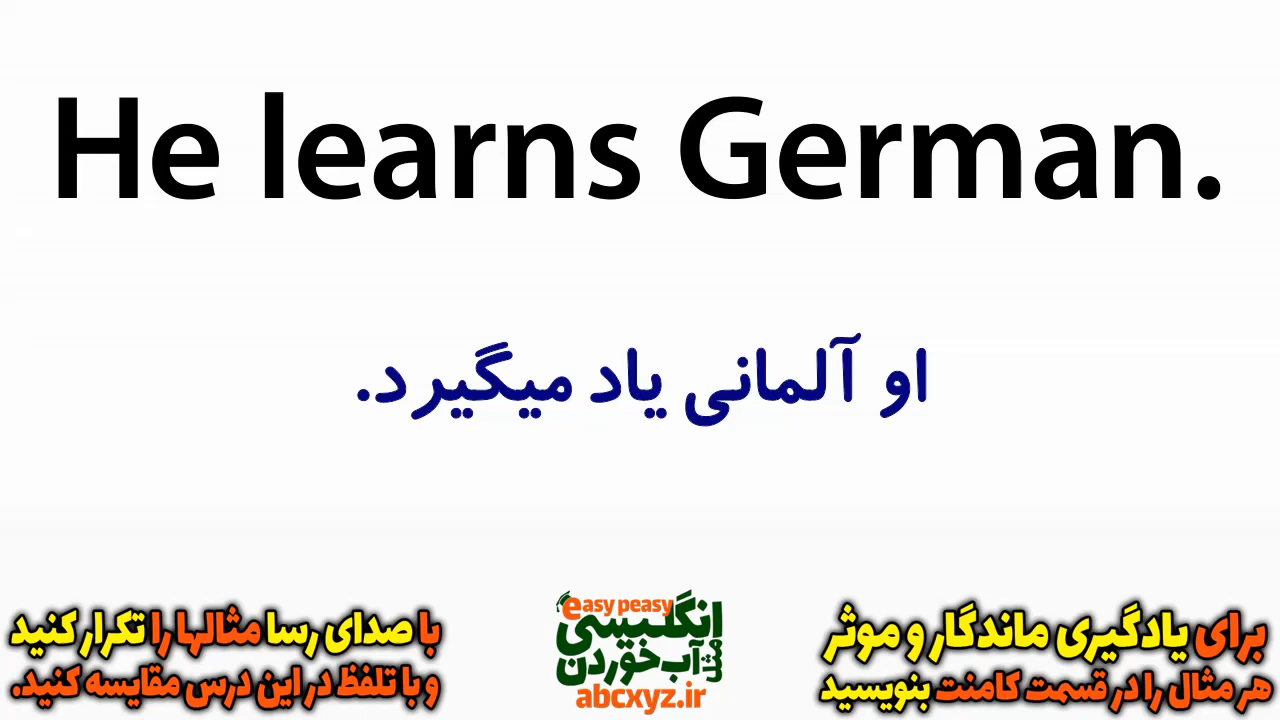 He learns German.
او آلمانی یاد میگیرد.
برای یادگیری ماندگار و موثر
هر مثال را در قسمت کامنت بنویسید
easy peasy
انگلیسی
مثل آب خوردن
abcxyz.ir
با صدای رسا مثالها را تکرار کنید
و با تلفظ در این درس مقایسه کنید.